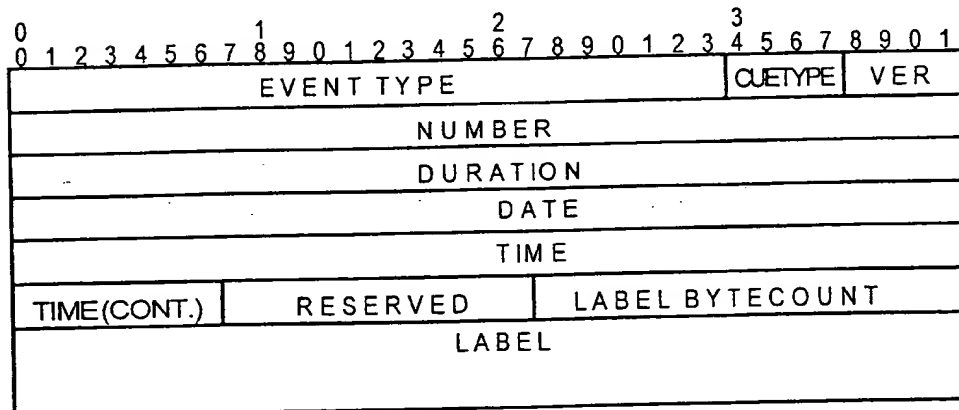 0 1 2 3
0 1 2 3 4 5 6 7 8 9 0 1 2 3 4 5 6 7 8 9 0 1 2 3 4 5 6 7 8 9 0 1
EVENT TYPE CUETYPE VER
NUMBER
DURATION
DATE
TIME
TIME(CONT.) RESERVED LABEL BYTECOUNT
LABEL